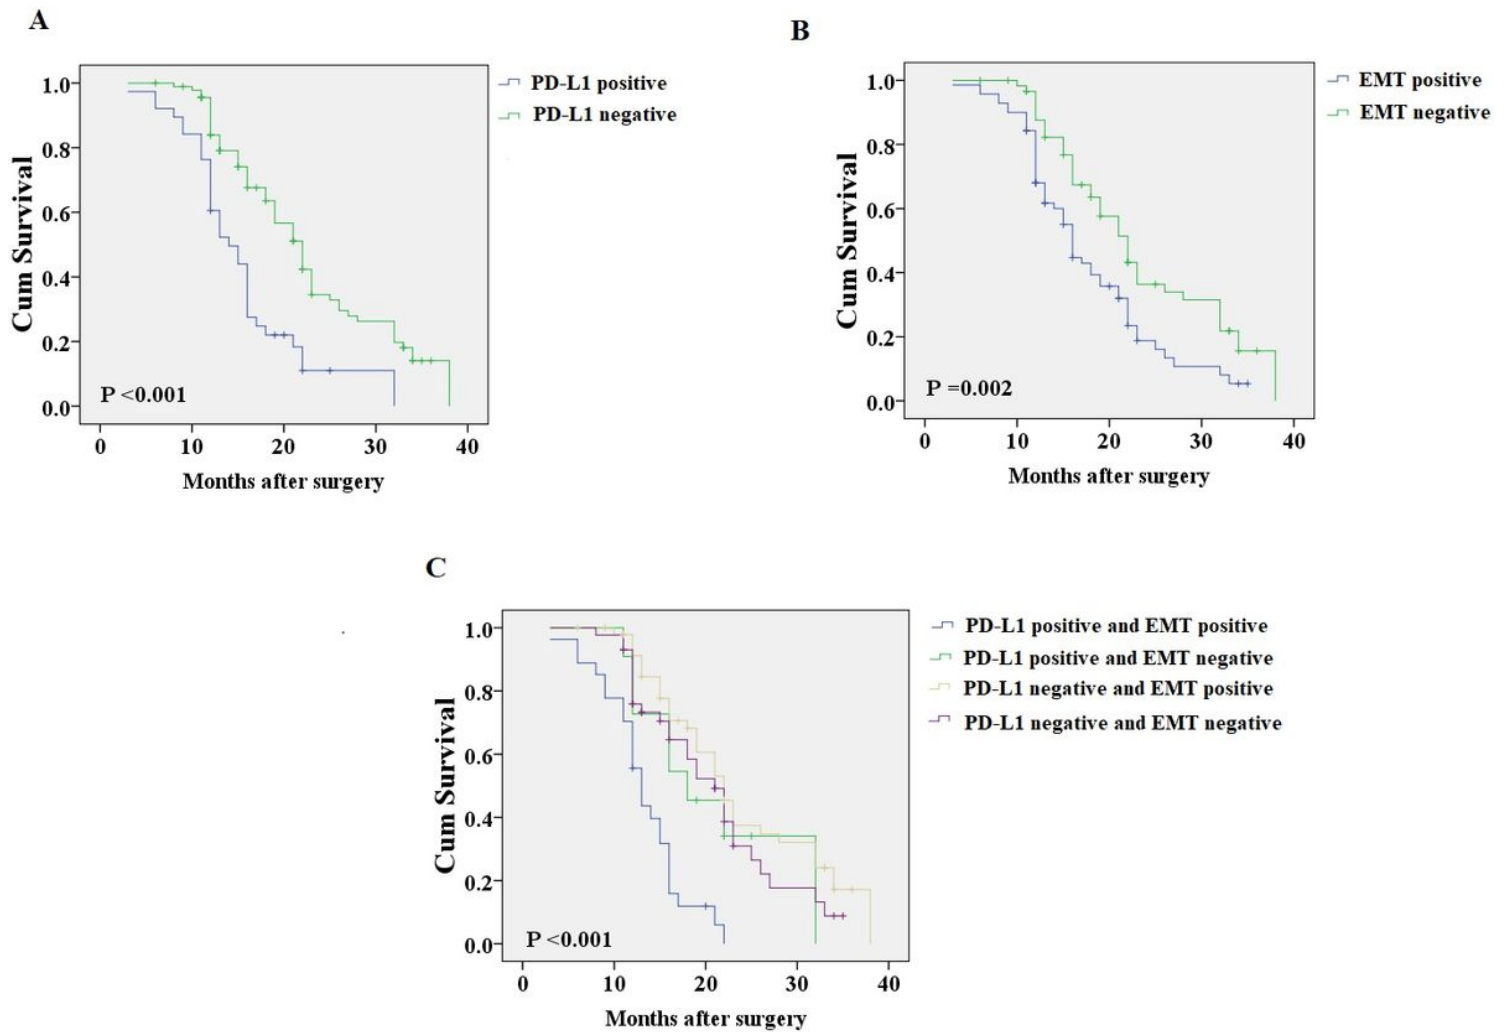 A
1.0
0.8
0.6
0.4
0.2
0.0
Cum Survival
P <0.001
0 10 20 30 40
Months after surgery
PD-L1 positive
PD-L1 negative
B
1.0
0.8
0.6
0.4
0.2
0.0
Cum Survival
P =0.002
0 10 20 30 40
Months after surgery
EMT positive
EMT negative
C
1.0
0.8
0.6
0.4
0.2
0.0
Cum Survival
P <0.001
0 10 20 30 40
Months after surgery
PD-L1 positive and EMT positive
PD-L1 positive and EMT negative
PD-L1 negative and EMT positive
PD-L1 negative and EMT negative